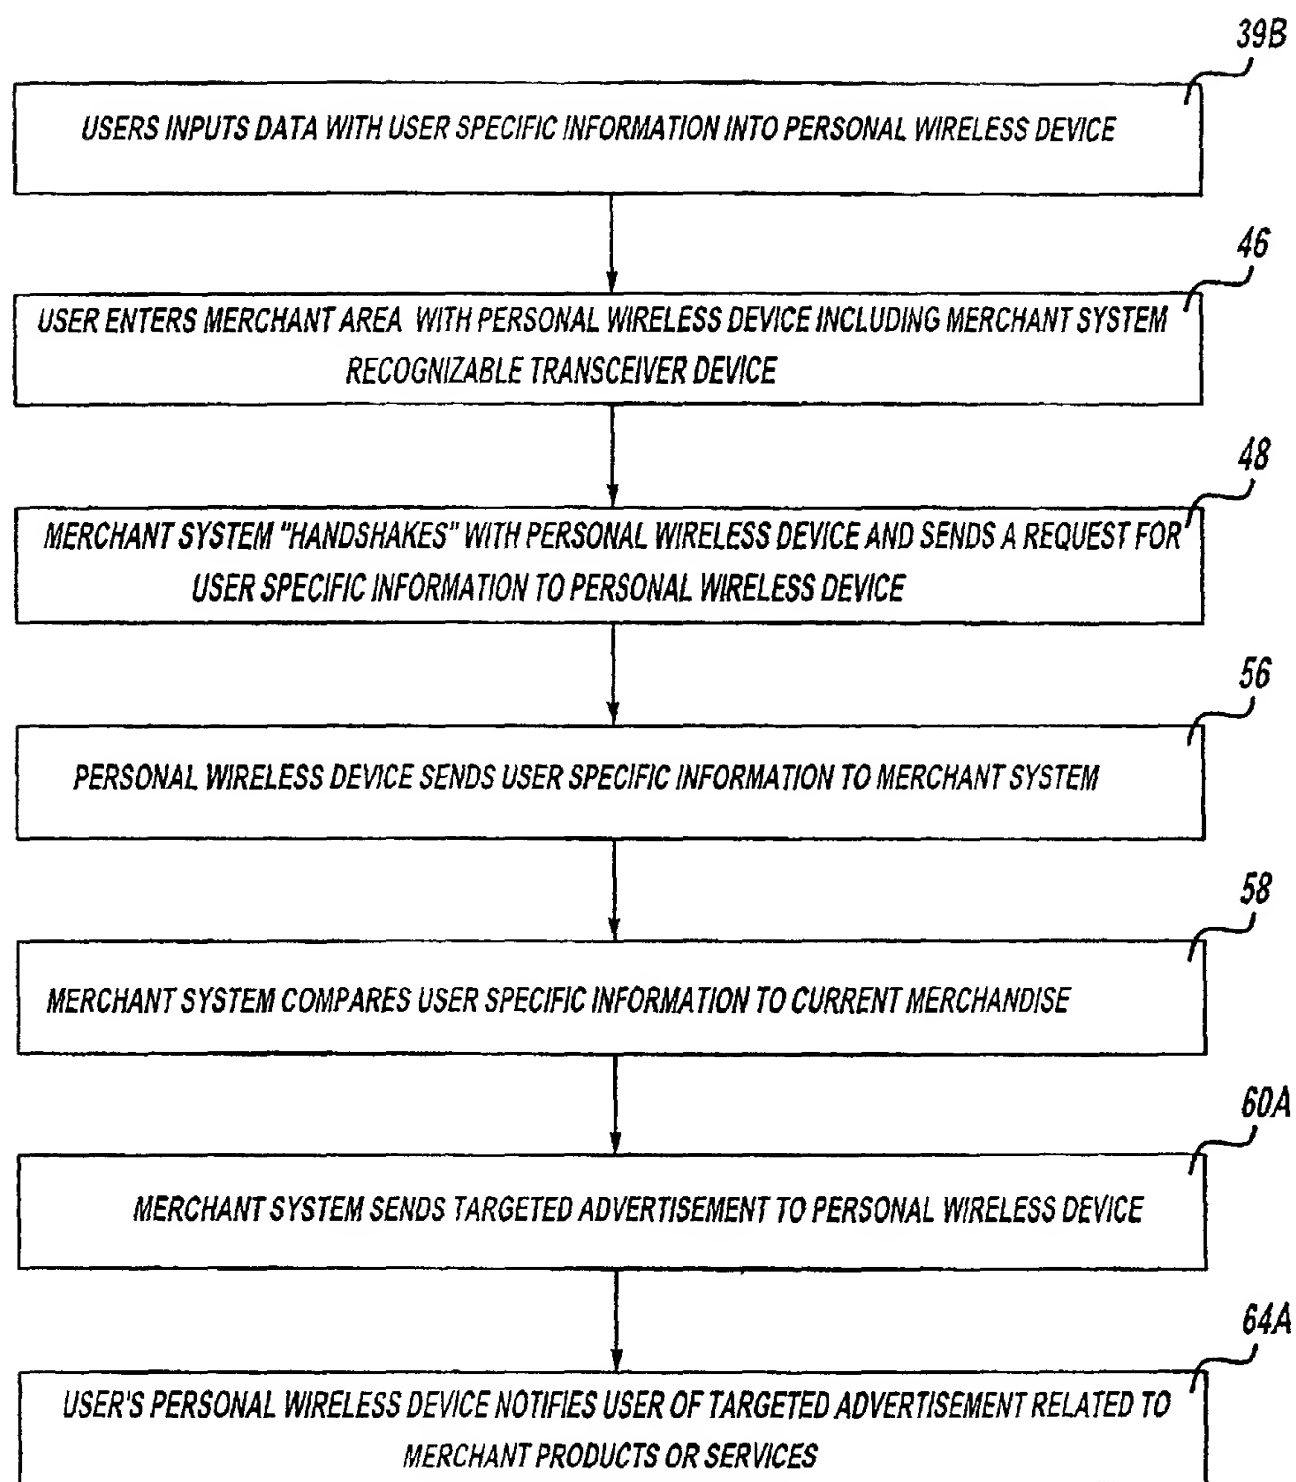 39B
USERS INPUTS DATA WITH USER SPECIFIC INFORMATION INTO PERSONAL WIRELESS DEVICE
46
USER ENTERS MERCHANT AREA WITH PERSONAL WIRELESS DEVICE INCLUDING MERCHANT SYSTEM
RECOGNIZABLE TRANSCEIVER DEVICE
48
MERCHANT SYSTEM "HANDSHAKES" WITH PERSONAL WIRELESS DEVICE AND SENDS A REQUEST FOR
USER SPECIFIC INFORMATION TO PERSONAL WIRELESS DEVICE
56
PERSONAL WIRELESS DEVICE SENDS USER SPECIFIC INFORMATION TO MERCHANT SYSTEM
58
MERCHANT SYSTEM COMPARES USER SPECIFIC INFORMATION TO CURRENT MERCHANDISE
60A
MERCHANT SYSTEM SENDS TARGETED ADVERTISEMENT TO PERSONAL WIRELESS DEVICE
64A
USER'S PERSONAL WIRELESS DEVICE NOTIFIES USER OF TARGETED ADVERTISEMENT RELATED TO
MERCHANT PRODUCTS OR SERVICES